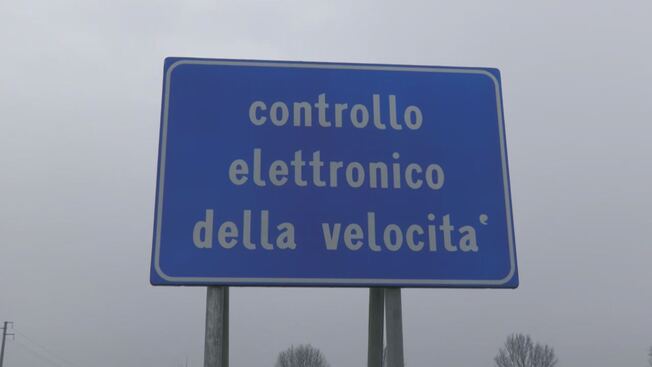 controllo
elettronico
della velocita'